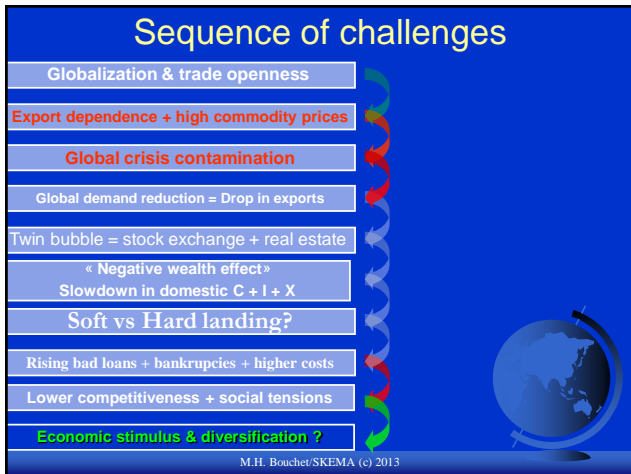 Sequence of challenges
Globalization & trade openness
Export dependence + high commodity prices
Global crisis contamination
Global demand reduction = Drop in exports
Twin bubble = stock exchange + real estate
« Negative wealth effect»
Slowdown in domestic C + I + X
Soft vs Hard landing?
Rising bad loans + bankrupcies + higher costs
Lower competitiveness + social tensions
Economic stimulus & diversification ?
M.H. Bouchet/SKEMA (c) 2013